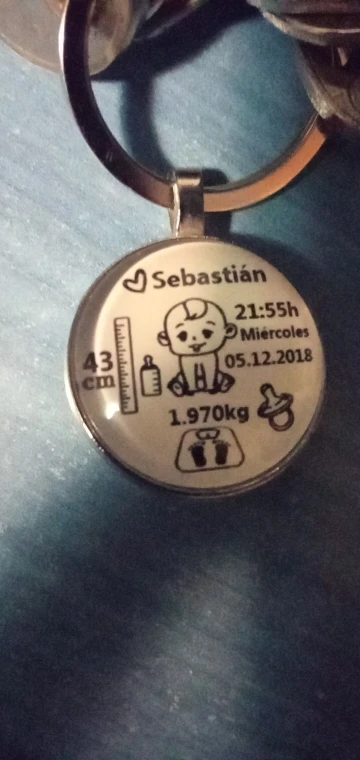 Sebastián
21:55h
Miércoles
05.12.2018
43
cm
1.970kg